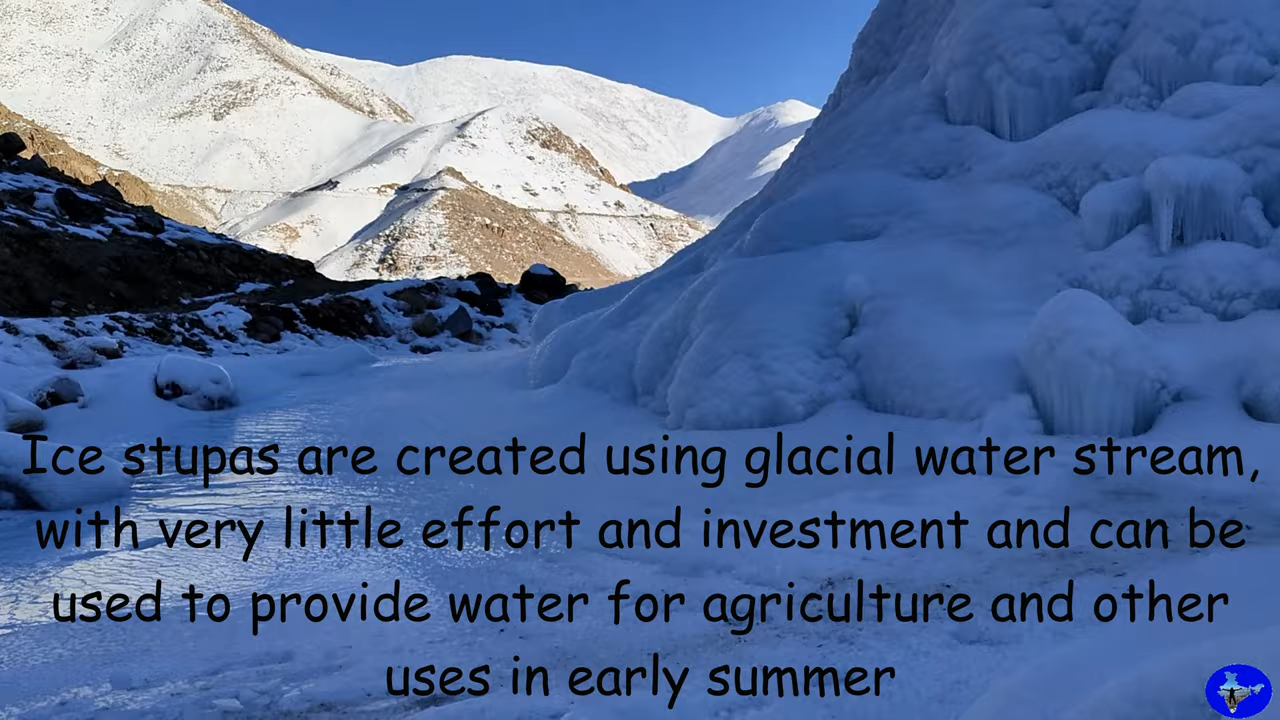 Ice stupas are created using glacial water stream,
with very little effort and investment and can be
used to provide water for agriculture and other
uses in early summer